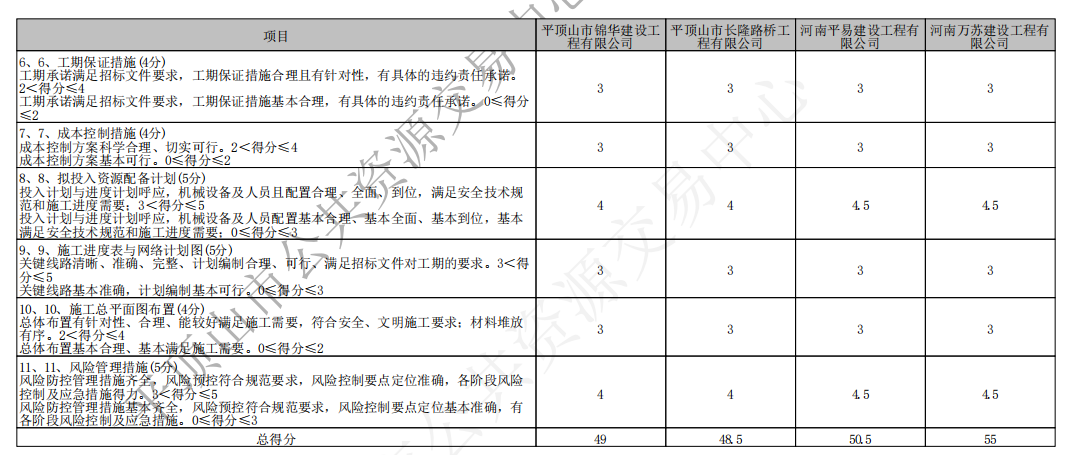 项目
平顶山市锦华建设工
程有限公司
平顶山市长隆路桥工
程有限公司
河南平易建设工程有
限公司
河南万苏建设工程有
限公司
6、6、工期保证措施(4分)
工期承诺满足招标文件要求，工期保证措施合理且有针对性，有具体的违约责任承诺。
2<得分≤4
工期承诺满足招标文件要求，工期保证措施基本合理，有具体的违约责任承诺。0≤得分
≤2
3
3
3
3
7、7、成本控制措施(4分)
成本控制方案科学合理、切实可行。2<得分≤4
成本控制方案基本可行。0≤得分≤2
3
3
3
3
8、8、拟投入资源配备计划(5分)
投入计划与进度计划呼应，机械设备及人员且配置合理、全面、到位，满足安全技术规
范和施工进度需要；3<得分≤5
投入计划与进度计划呼应，机械设备及人员配置基本合理、基本全面、基本到位，基本
满足安全技术规范和施工进度需要；0≤得分≤3
4
4
4.5
4.5
9、9、施工进度表与网络计划图(5分)
关键线路清晰、准确、完整、计划编制合理、可行、满足招标文件对工期的要求。3<得
分≤5
关键线路基本准确，计划编制基本可行。0≤得分≤3
3
3
3
3
10、10、施工总平面图布置(4分)
总体布置有针对性、合理、能较好满足施工需要，符合安全、文明施工要求；材料堆放
有序。2<得分≤4
总体布置基本合理、基本满足施工需要。0≤得分≤2
3
3
3
3
11、11、风险管理措施(5分)
风险防控管理措施齐全，风险预控符合规范要求，风险控制要点定位准确，各阶段风险
控制及应急措施得力。3<得分≤5
风险防控管理措施基本齐全，风险预控符合规范要求，风险控制要点定位基本准确，有
各阶段风险控制及应急措施。0≤得分≤3
4
4
4.5
4.5
总得分
49
48.5
50.5
55
平顶山市公共资源交易中心
公共资源交易中心